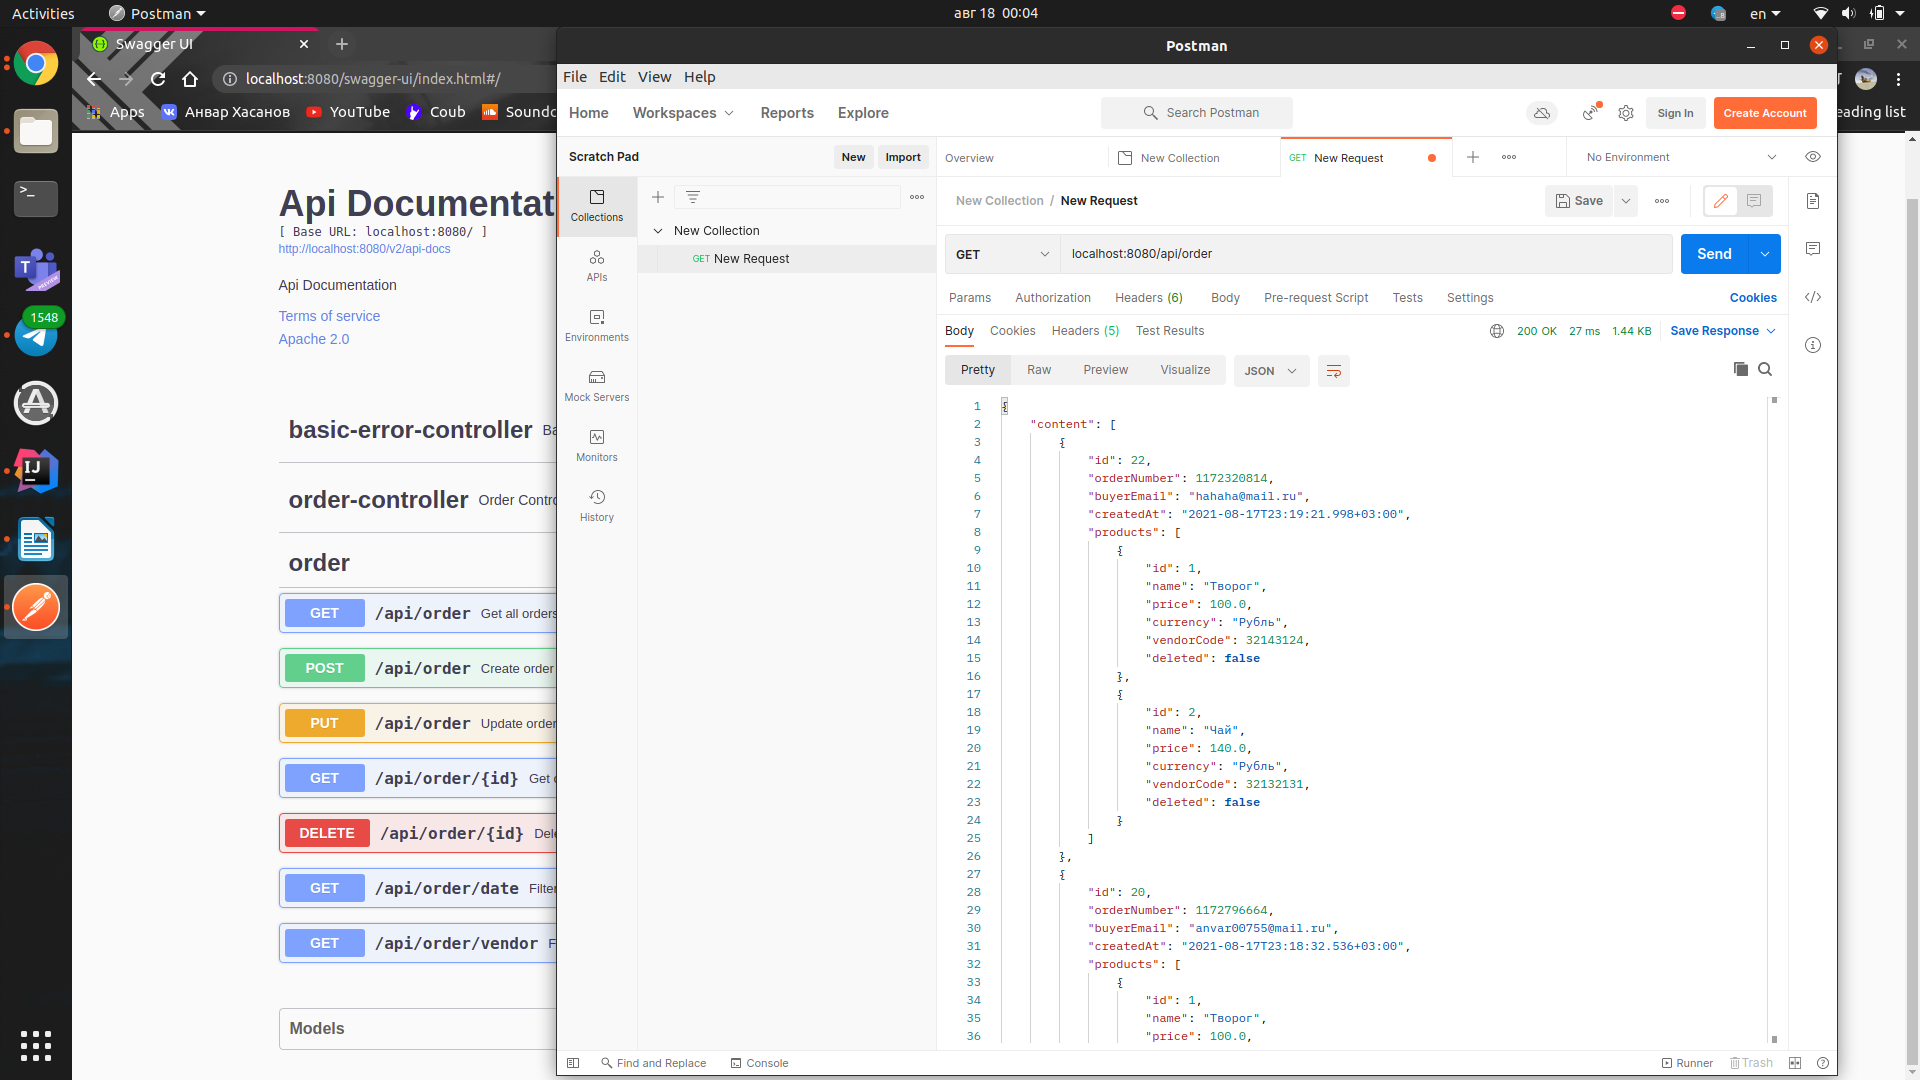 Activities
Postman
авг 18 00:04
en
Swagger UI
localhost:8080/swagger-ui/index.html#/
Apps
Анвар Хасанов
YouTube
Coub
Soundc
eading list
Api Documentat
[ Base URL: localhost:8080/ ]
http://localhost:8080/v2/api-docs
Api Documentation
Terms of service
Apache 2.0
1548
basic-error-controller Ba
order-controller Order Contro
order
GET /api/order Get all orders
POST /api/order Create order
PUT /api/order Update order
GET /api/order/{id} Get o
DELETE /api/order/{id} Dele
GET /api/order/date Filter
GET /api/order/vendor F
Models
Postman
File Edit View Help
Home Workspaces Reports Explore
Search Postman
Sign In
Create Account
Scratch Pad
New
Import
Overview
New Collection
GET New Request
No Environment
Collections
APIs
Environments
Mock Servers
Monitors
History
New Collection
GET New Request
New Collection / New Request
Save
GET
localhost:8080/api/order
Send
Params Authorization Headers (6) Body Pre-request Script Tests Settings
Cookies
Body Cookies Headers (5) Test Results
200 OK 27 ms 1.44 KB
Save Response
Pretty Raw Preview Visualize
JSON
1 {
2 "content": [
3 {
4 "id": 22,
5 "orderNumber": 1172320814,
6 "buyerEmail": "hahaha@mail.ru",
7 "createdAt": "2021-08-17T23:19:21.998+03:00",
8 "products": [
9 {
10 "id": 1,
11 "name": "Творог",
12 "price": 100.0,
13 "currency": "Рубль",
14 "vendorCode": 32143124,
15 "deleted": false
16 },
17 {
18 "id": 2,
19 "name": "Чай",
20 "price": 140.0,
21 "currency": "Рубль",
22 "vendorCode": 32132131,
23 "deleted": false
24 }
25 ]
26 },
27 {
28 "id": 20,
29 "orderNumber": 1172796664,
30 "buyerEmail": "anvar00755@mail.ru",
31 "createdAt": "2021-08-17T23:18:32.536+03:00",
32 "products": [
33 {
34 "id": 1,
35 "name": "Творог",
36 "price": 100.0,
Find and Replace
Console
Runner
Trash